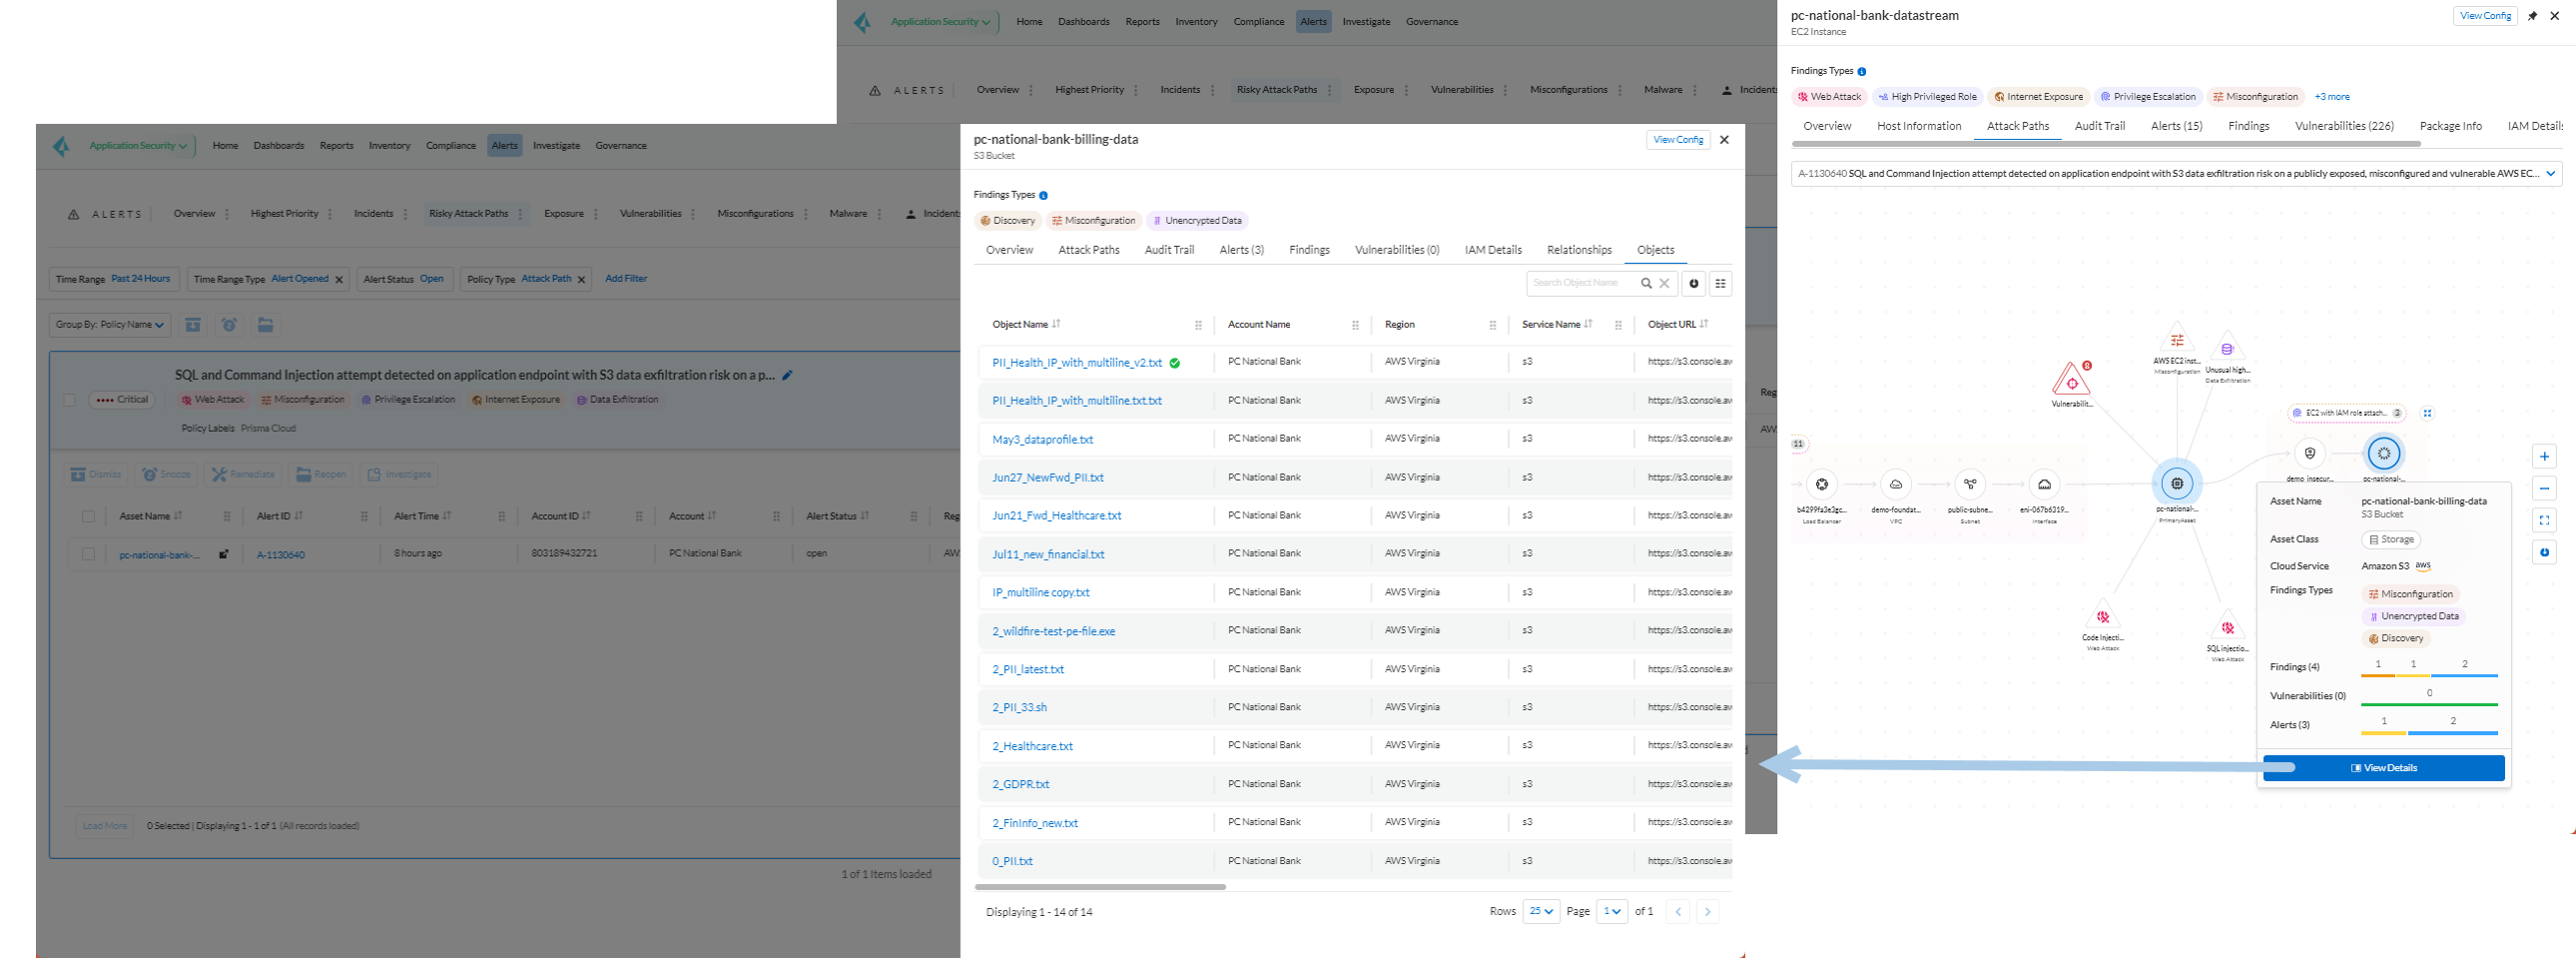 Application Security
Home
Dashboards
Reports
Inventory
Compliance
Alerts
Investigate
Governance
ALERTS
Overview
Highest Priority
Incidents
Risky Attack Paths
Exposure
Vulnerabilities
Misconfigurations
Malware
Incidents
Reg
AW
Application Security
Home
Dashboards
Reports
Inventory
Compliance
Alerts
Investigate
Governance
ALERTS
Overview
Highest Priority
Incidents
Risky Attack Paths
Exposure
Vulnerabilities
Misconfigurations
Malware
Incidents
Time Range Past 24 Hours
Time Range Type Alert Opened
Alert Status Open
Policy Type Attack Path
Add Filter
Group By: Policy Name
SQL and Command Injection attempt detected on application endpoint with S3 data exfiltration risk on a p...
Critical
Web Attack
Misconfiguration
Privilege Escalation
Internet Exposure
Data Exfiltration
Policy Labels Prisma Cloud
Dismiss
Snooze
Remediate
Reopen
Investigate
Asset Name
Alert ID
Alert Time
Account ID
Account
Alert Status
Reg
pc-national-bank-...
A-1130640
8 hours ago
803189432721
PC National Bank
open
AW
Load More
0 Selected | Displaying 1 - 1 of 1 (All records loaded)
1 of 1 Items loaded
pc-national-bank-billing-data
S3 Bucket
View Config
Findings Types
Discovery
Misconfiguration
Unencrypted Data
Overview
Attack Paths
Audit Trail
Alerts (3)
Findings
Vulnerabilities (0)
IAM Details
Relationships
Objects
Search Object Name
Object Name
Account Name
Region
Service Name
Object URL
PII_Health_IP_with_multiline_v2.txt PC National Bank AWS Virginia s3 https://s3.console.aw
PII_Health_IP_with_multiline.txt.txt PC National Bank AWS Virginia s3 https://s3.console.aw
May3_dataprofile.txt PC National Bank AWS Virginia s3 https://s3.console.aw
Jun27_NewFwd_PII.txt PC National Bank AWS Virginia s3 https://s3.console.aw
Jun21_Fwd_Healthcare.txt PC National Bank AWS Virginia s3 https://s3.console.aw
Jul11_new_financial.txt PC National Bank AWS Virginia s3 https://s3.console.aw
IP_multiline copy.txt PC National Bank AWS Virginia s3 https://s3.console.aw
2_wildfire-test-pe-file.exe PC National Bank AWS Virginia s3 https://s3.console.aw
2_PII_latest.txt PC National Bank AWS Virginia s3 https://s3.console.aw
2_PII_33.sh PC National Bank AWS Virginia s3 https://s3.console.aw
2_Healthcare.txt PC National Bank AWS Virginia s3 https://s3.console.aw
2_GDPR.txt PC National Bank AWS Virginia s3 https://s3.console.aw
2_FinInfo_new.txt PC National Bank AWS Virginia s3 https://s3.console.aw
0_PII.txt PC National Bank AWS Virginia s3 https://s3.console.aw
Displaying 1 - 14 of 14
Rows 25 Page 1 of 1
pc-national-bank-datastream
EC2 Instance
View Config
Findings Types
Web Attack
High Privileged Role
Internet Exposure
Privilege Escalation
Misconfiguration
+3 more
Overview
Host Information
Attack Paths
Audit Trail
Alerts (15)
Findings
Vulnerabilities (226)
Package Info
IAM Details
A-1130640 SQL and Command Injection attempt detected on application endpoint with S3 data exfiltration risk on a publicly exposed, misconfigured and vulnerable AWS EC...
AWS EC2 inst...
Misconfiguration
Unusual high...
Data Exfiltration
8
Vulnerabilit...
EC2 with IAM role attach... 3
11
b4299fa3e3gc...
Load Balancer
demo-foundat...
VPC
public-subne...
Subnet
eni-067b6319...
Interface
pc-national-...
PrimaryAsset
demo_insecur...
pc-national-...
Code Injecti...
Web Attack
SQL injectio...
Web Attack
Asset Name pc-national-bank-billing-data
S3 Bucket
Asset Class Storage
Cloud Service Amazon S3 aws
Findings Types Misconfiguration
Unencrypted Data
Discovery
Findings (4) 1 1 2
Vulnerabilities (0) 0
Alerts (3) 1 2
View Details